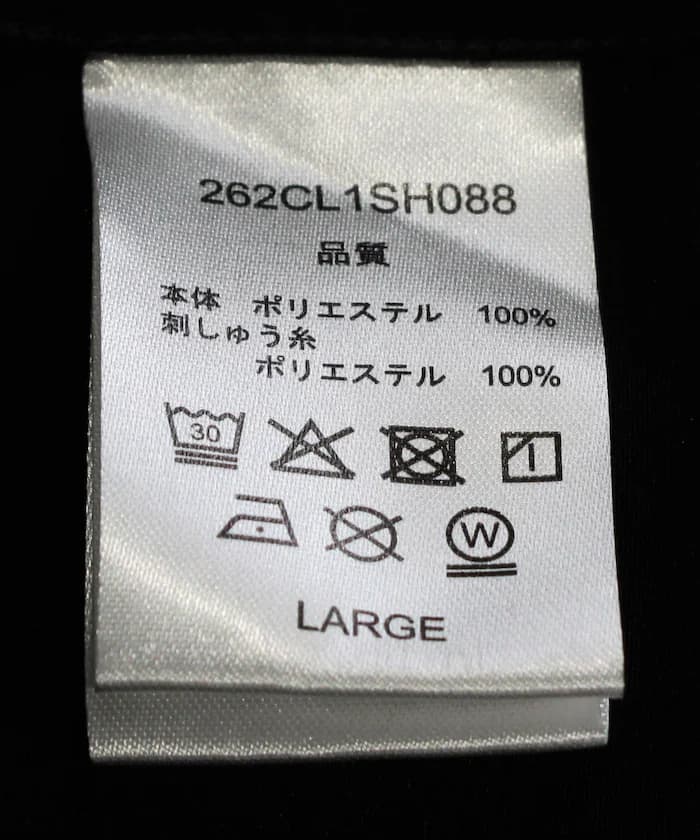 262CL1SH088
品質
本体 ポリエステル 100%
刺しゅう糸
ポリエステル 100%
30
W
LARGE